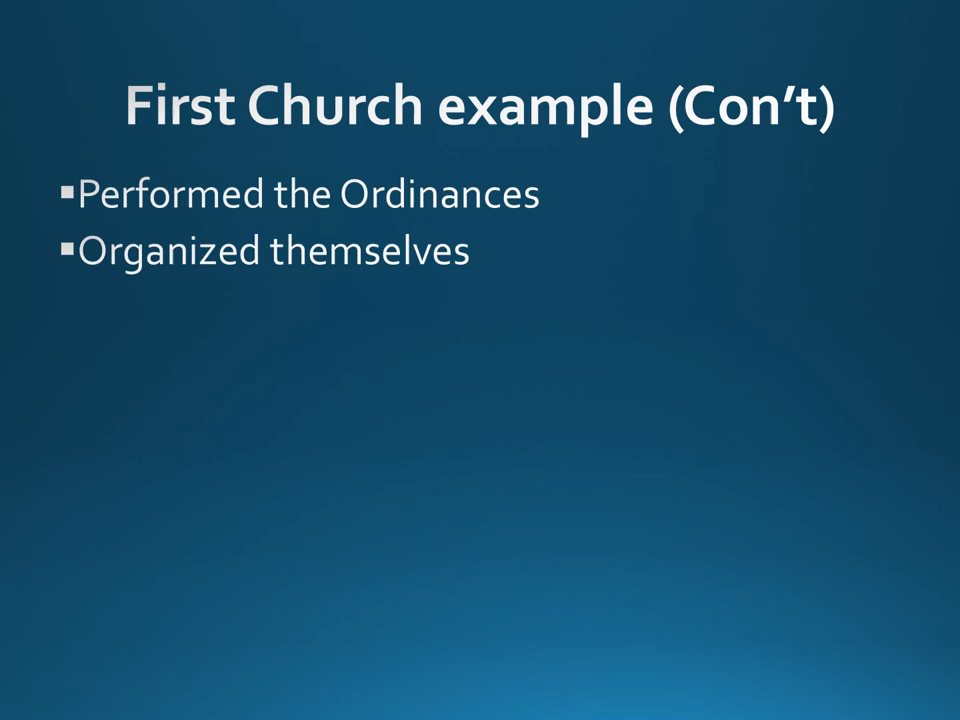 First Church example (Con’t)
▪Performed the Ordinances
▪Organized themselves